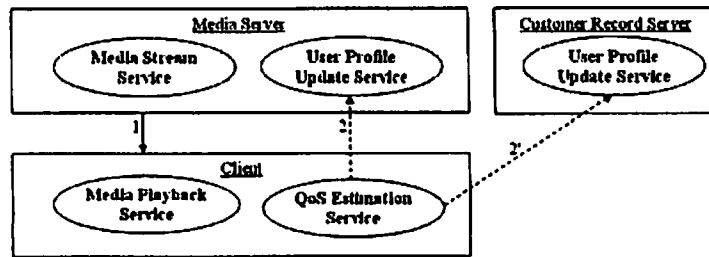 Media Server
Customer Record Server
Media Stream
Service
User Profile
Update Service
User Profile
Update Service
1
2
2'
Client
Media Playback
Service
QoS Estimation
Service